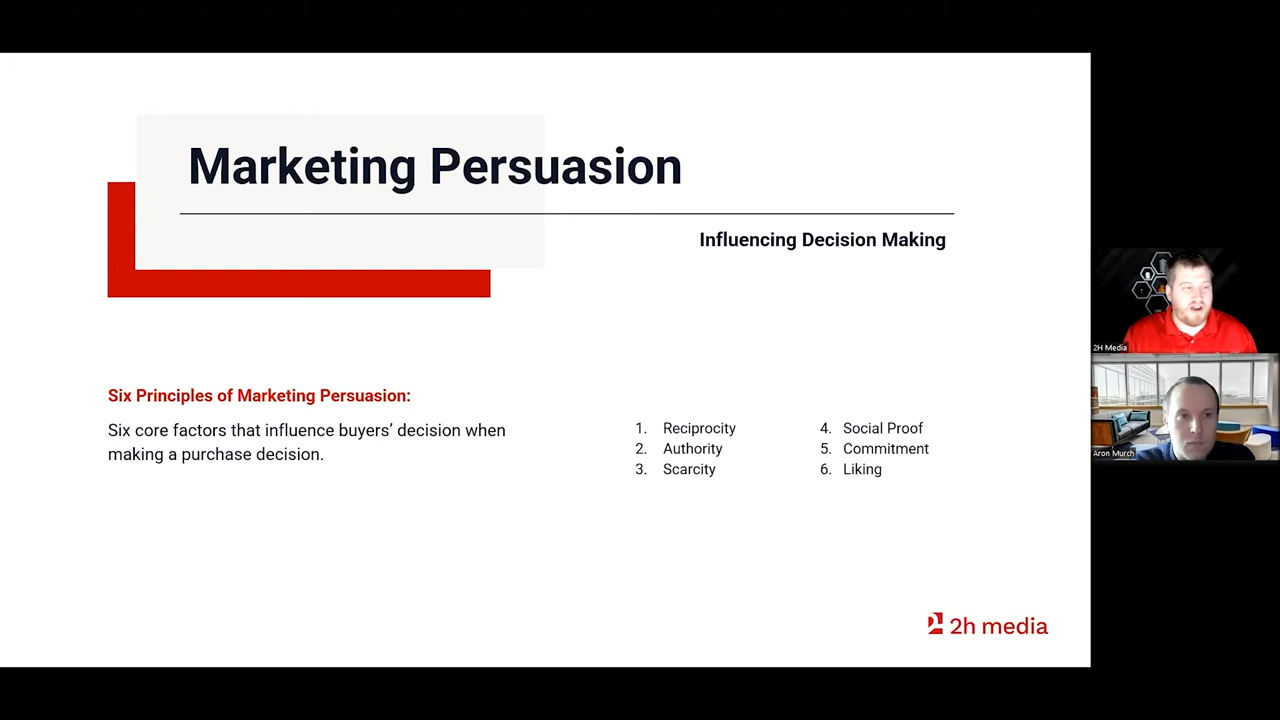 Marketing Persuasion
Influencing Decision Making
Six Principles of Marketing Persuasion:
Six core factors that influence buyers’ decision when
making a purchase decision.
1. Reciprocity
2. Authority
3. Scarcity
4. Social Proof
5. Commitment
6. Liking
2h media
2H Media
Aron Murch